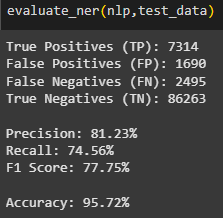 evaluate_ner(nlp,test_data)
True Positives (TP): 7314
False Positives (FP): 1690
False Negatives (FN): 2495
True Negatives (TN): 86263
Precision: 81.23%
Recall: 74.56%
F1 Score: 77.75%
Accuracy: 95.72%